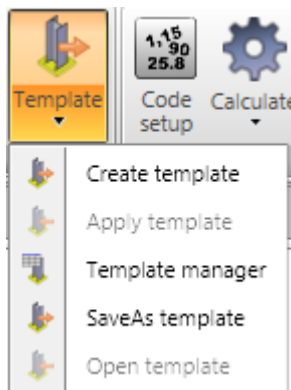 Template
1,15
90
25.8
Code
setup
Calculate
Create template
Apply template
Template manager
SaveAs template
Open template